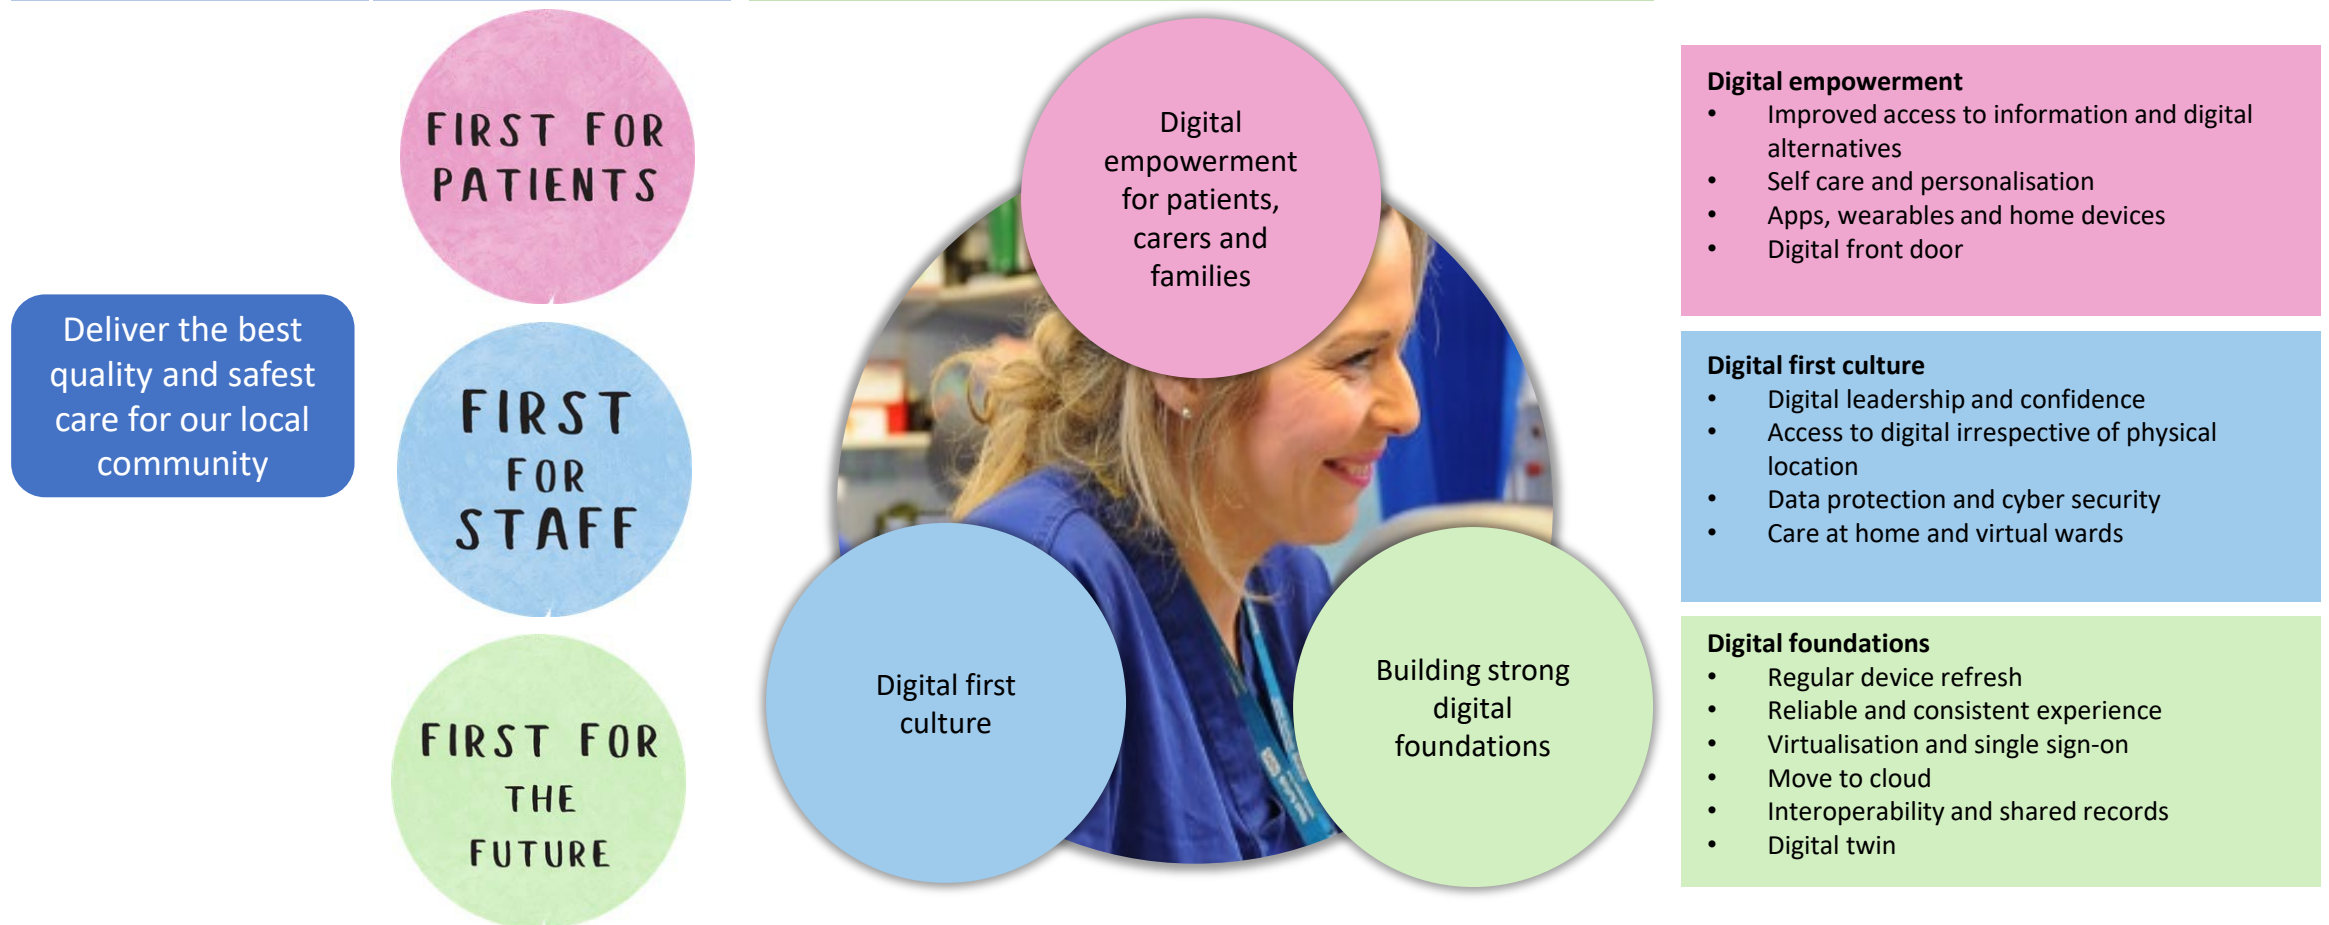 Deliver the best
quality and safest
care for our local
community
FIRST FOR
PATIENTS
FIRST
FOR
STAFF
FIRST FOR
THE
FUTURE
Digital
empowerment
for patients,
carers and
families
Digital first
culture
Building strong
digital
foundations
Digital empowerment
• Improved access to information and digital
alternatives
• Self care and personalisation
• Apps, wearables and home devices
• Digital front door
Digital first culture
• Digital leadership and confidence
• Access to digital irrespective of physical
location
• Data protection and cyber security
• Care at home and virtual wards
Digital foundations
• Regular device refresh
• Reliable and consistent experience
• Virtualisation and single sign-on
• Move to cloud
• Interoperability and shared records
• Digital twin